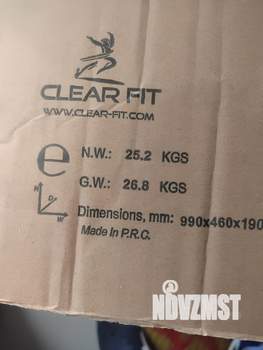 CLEAR FIT
WWW.CLEAR-FIT.COM
e
N.W.: 25.2 KGS
G.W.: 26.8 KGS
H
D
W
Dimensions, mm: 990x460x190
Made in P.R.C.
NDVZMST